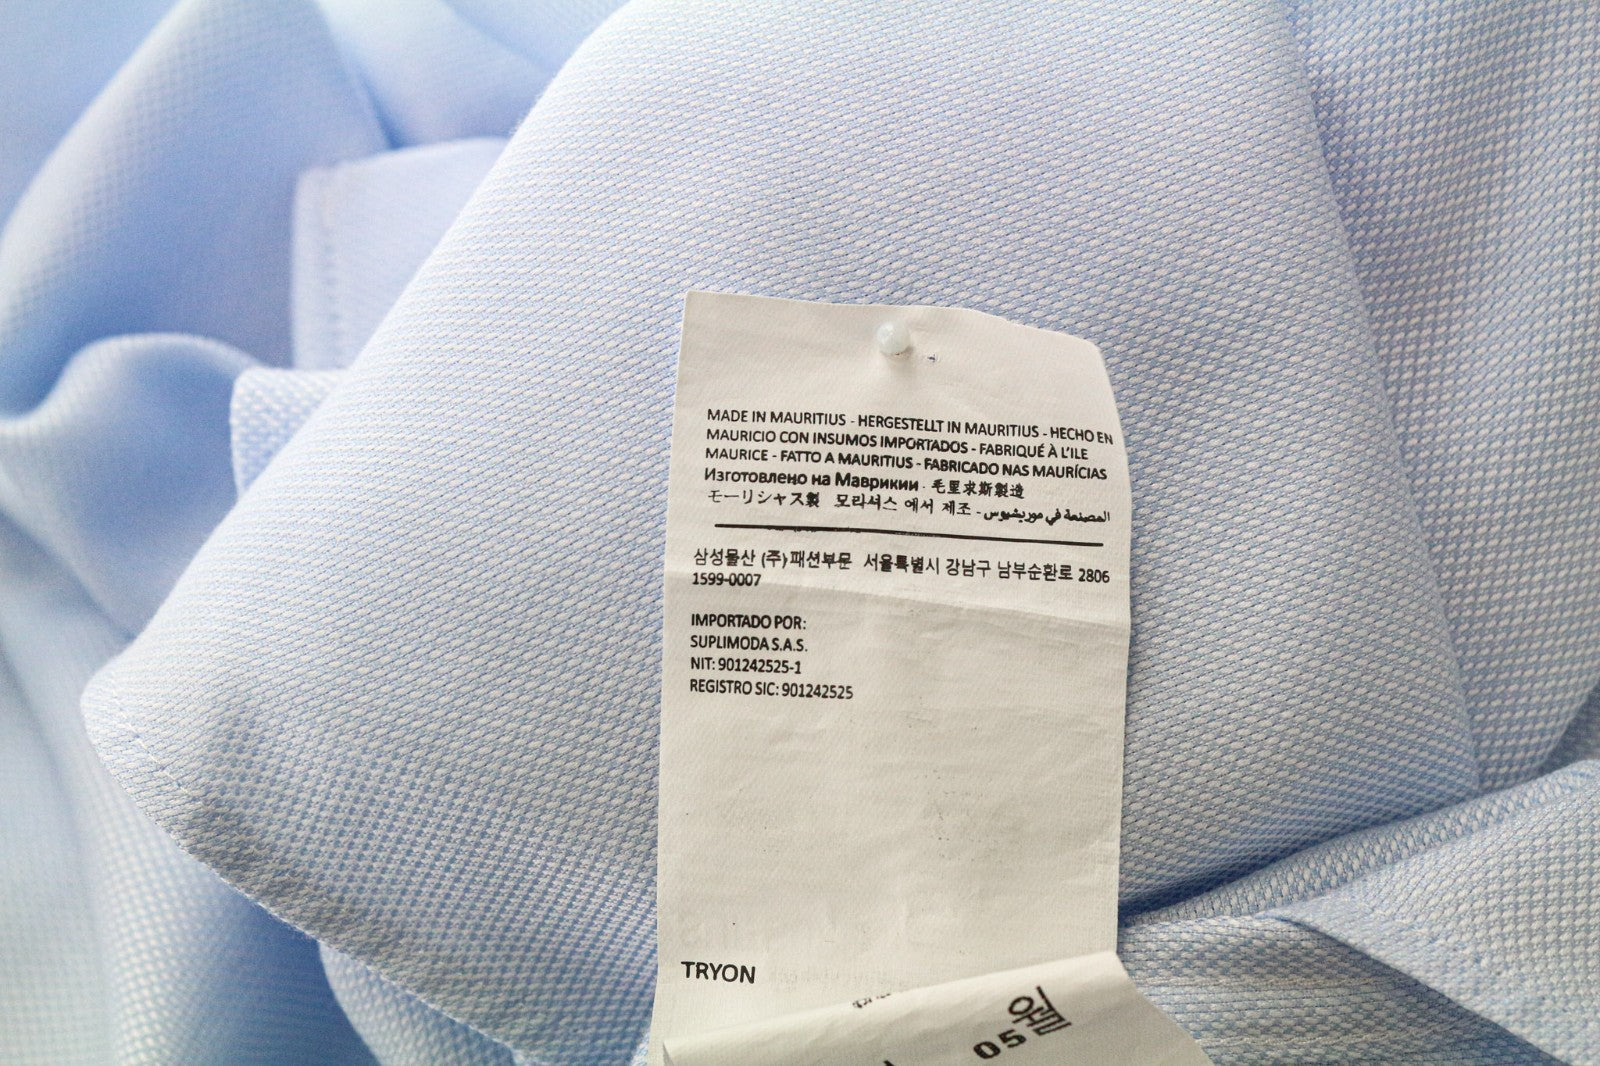 MADE IN MAURITIUS - HERGESTELLT IN MAURITIUS - HECHO EN
MAURICIO CON INSUMOS IMPORTADOS - FABRIQUÉ À L'ILE
MAURICE - FATTO A MAURITIUS - FABRICADO NAS MAURÍCIAS
Изготовлено на Маврикии - 毛里求斯製造
モーリシャス製 모리셔스 에서 제조 - المصنعة في موريشيوس
삼성물산 (주)패션부문 서울특별시 강남구 남부순환로 2806
1599-0007
IMPORTADO POR:
SUPLIMODA S.A.S.
NIT: 901242525-1
REGISTRO SIC: 901242525
TRYON
05